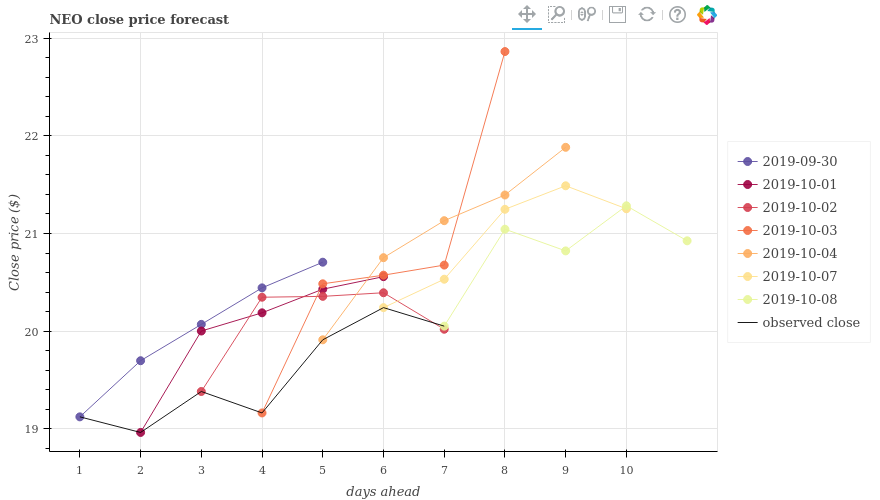 NEO close price forecast
23
22
21
20
19
Close price ($)
1 2 3 4 5 6 7 8 9 10
days ahead
2019-09-30
2019-10-01
2019-10-02
2019-10-03
2019-10-04
2019-10-07
2019-10-08
observed close